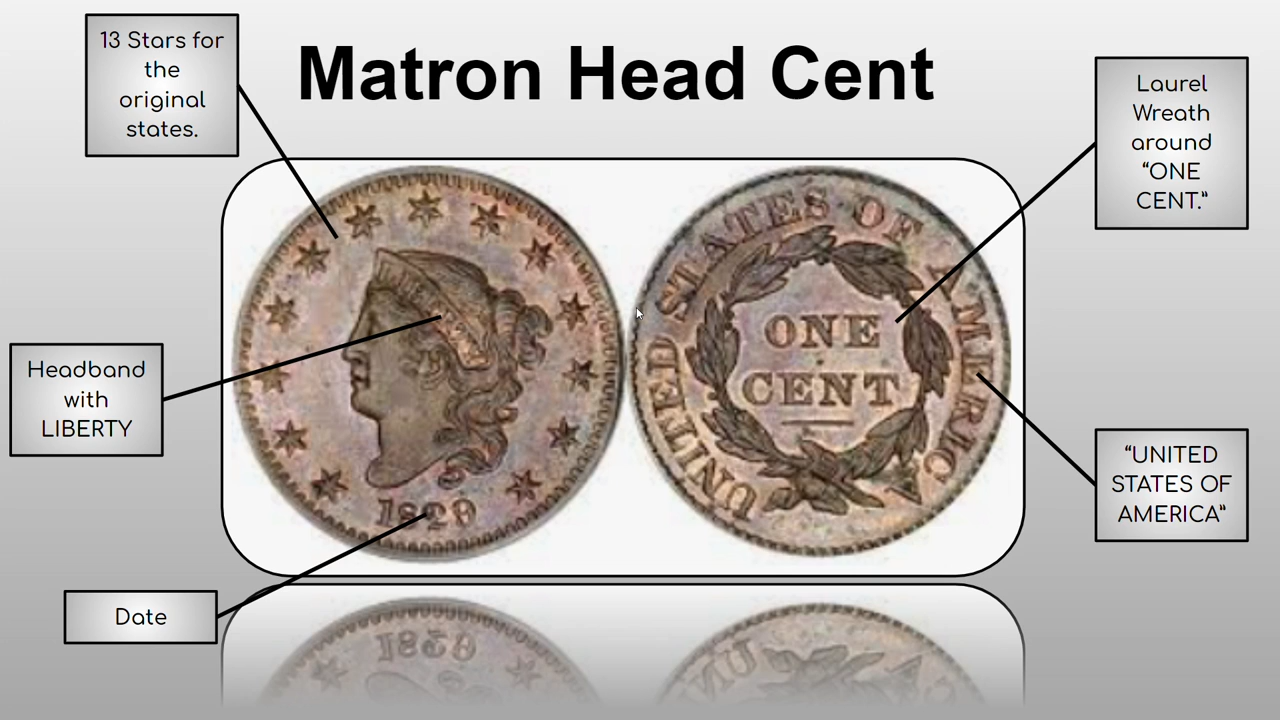 Matron Head Cent
13 Stars for
the
original
states.
Laurel
Wreath
around
“ONE
CENT.”
UNITED STATES OF AMERICA
ONE
CENT
Headband
with
LIBERTY
“UNITED
STATES OF
AMERICA”
1829
Date